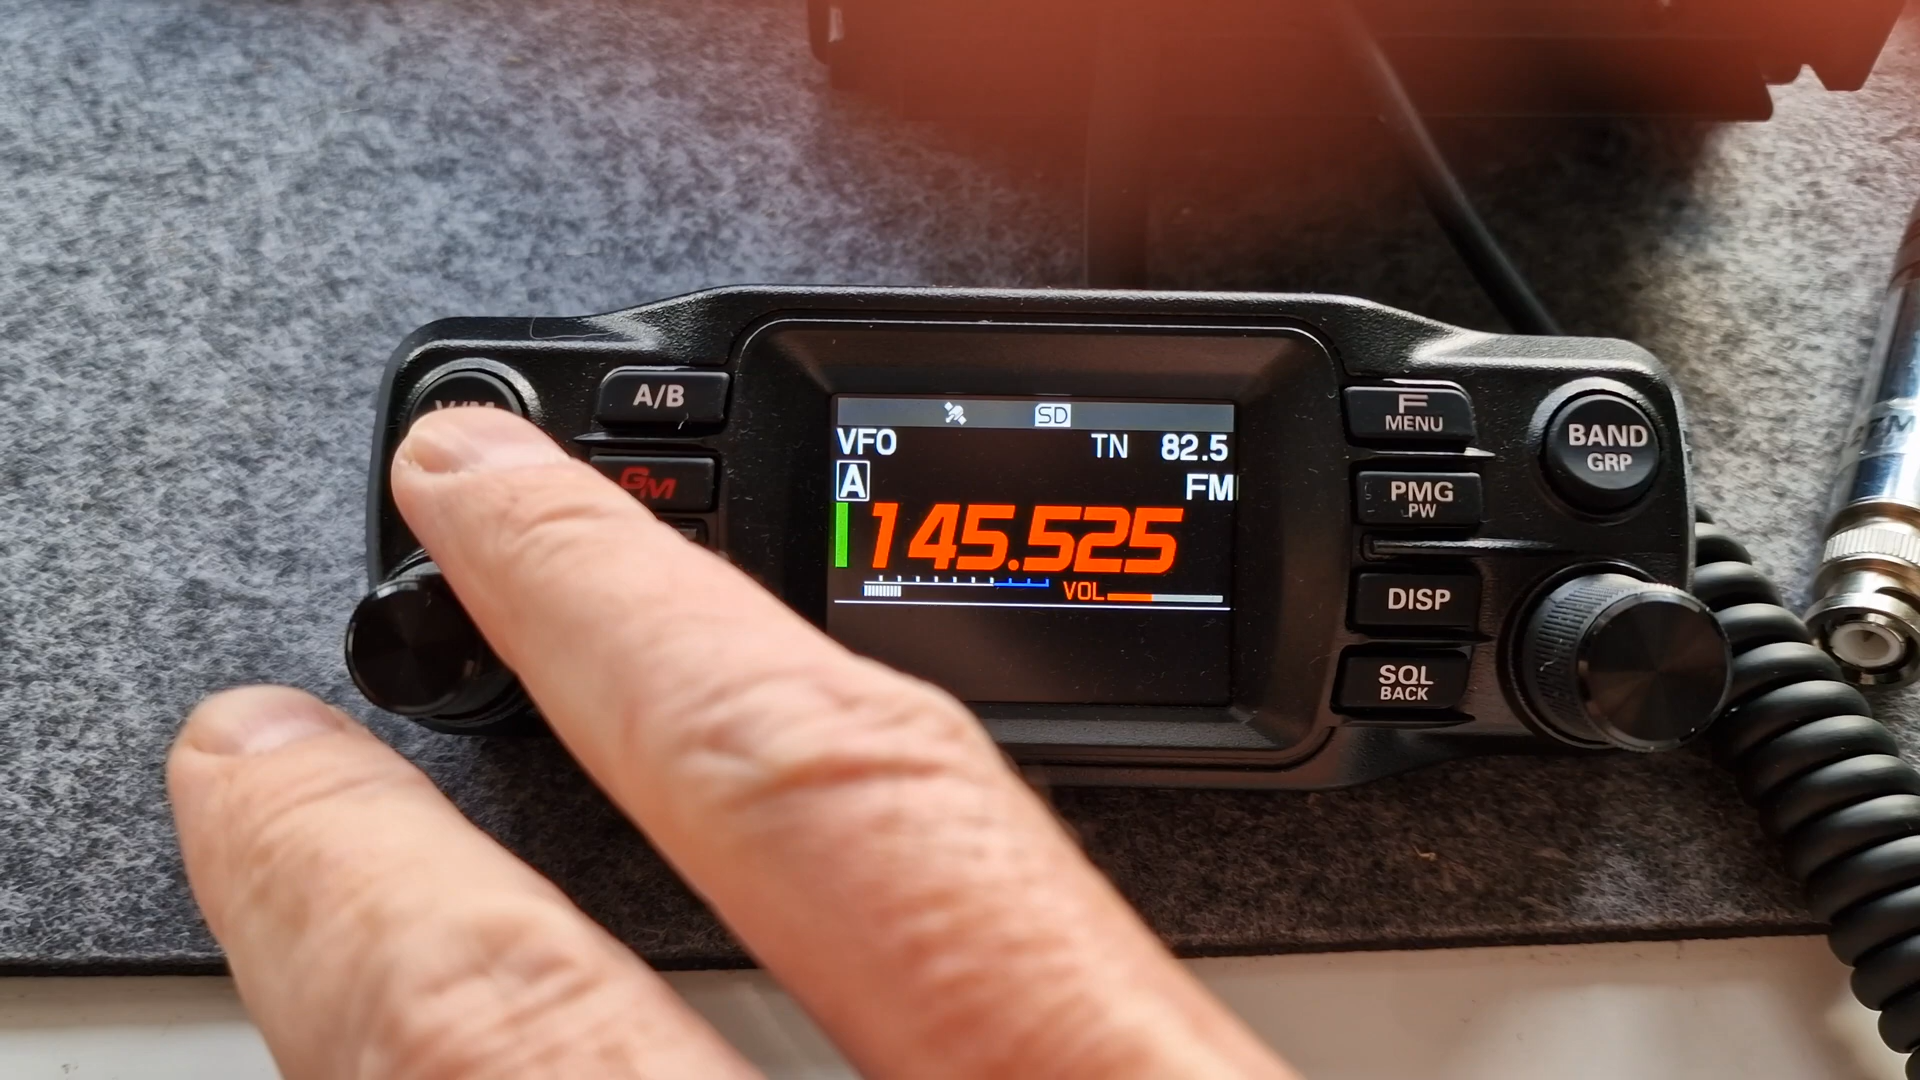 V/M
A/B
GM
SD
VFO TN 82.5
A FM
145.525
VOL
F
MENU
PMG
PW
DISP
SQL
BACK
BAND
GRP